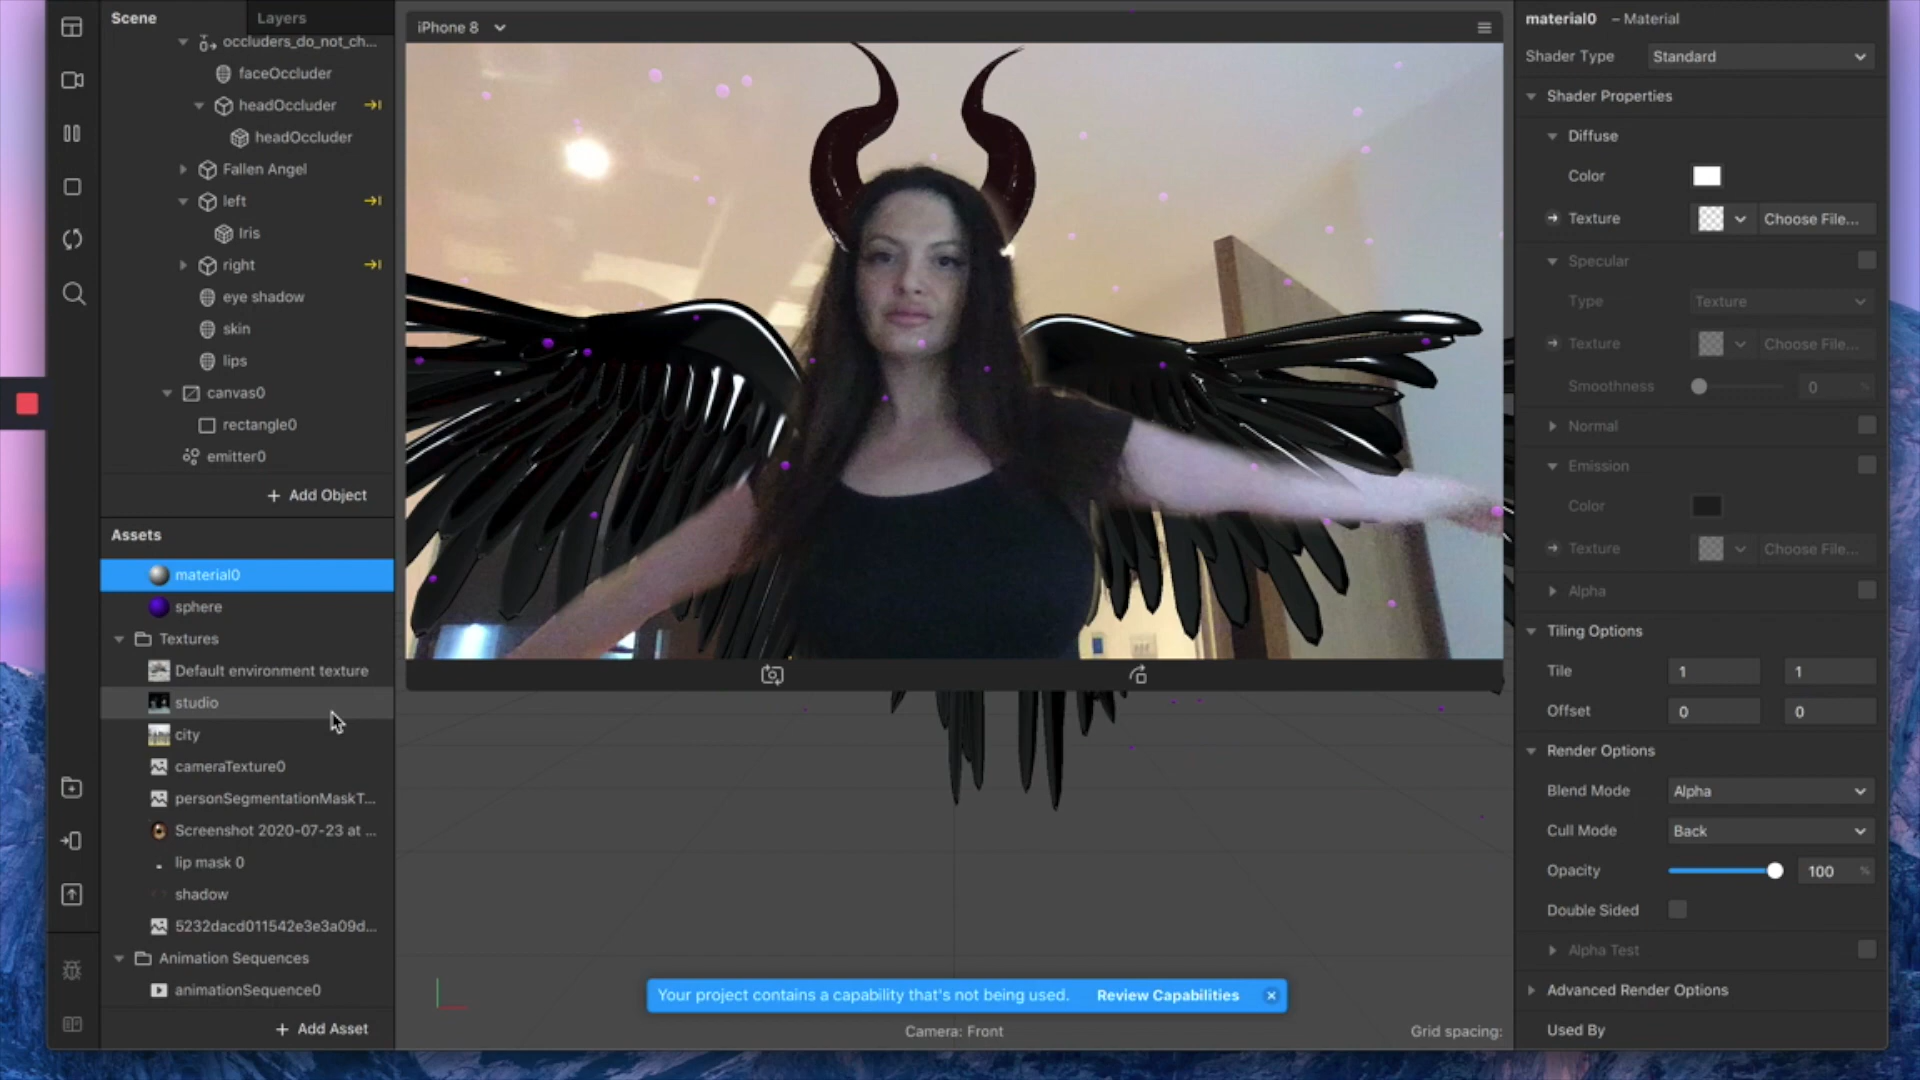 Scene
Layers
occluders_do_not_ch...
faceOccluder
headOccluder
headOccluder
Fallen Angel
left
Iris
right
eye shadow
skin
lips
canvas0
rectangle0
emitter0
+ Add Object
Assets
material0
sphere
Textures
Default environment texture
studio
city
cameraTexture0
personSegmentationMaskT...
Screenshot 2020-07-23 at ...
lip mask 0
shadow
5232dacd011542e3e3a09d...
Animation Sequences
animationSequence0
+ Add Asset
iPhone 8
Your project contains a capability that's not being used. Review Capabilities
Camera: Front
Grid spacing:
material0 – Material
Shader Type Standard
Shader Properties
Diffuse
Color
Texture Choose File...
Specular
Type Texture
Texture Choose File...
Smoothness 0 %
Normal
Emission
Color
Texture Choose File...
Alpha
Tiling Options
Tile 1 1
Offset 0 0
Render Options
Blend Mode Alpha
Cull Mode Back
Opacity 100 %
Double Sided
Alpha Test
Advanced Render Options
Used By